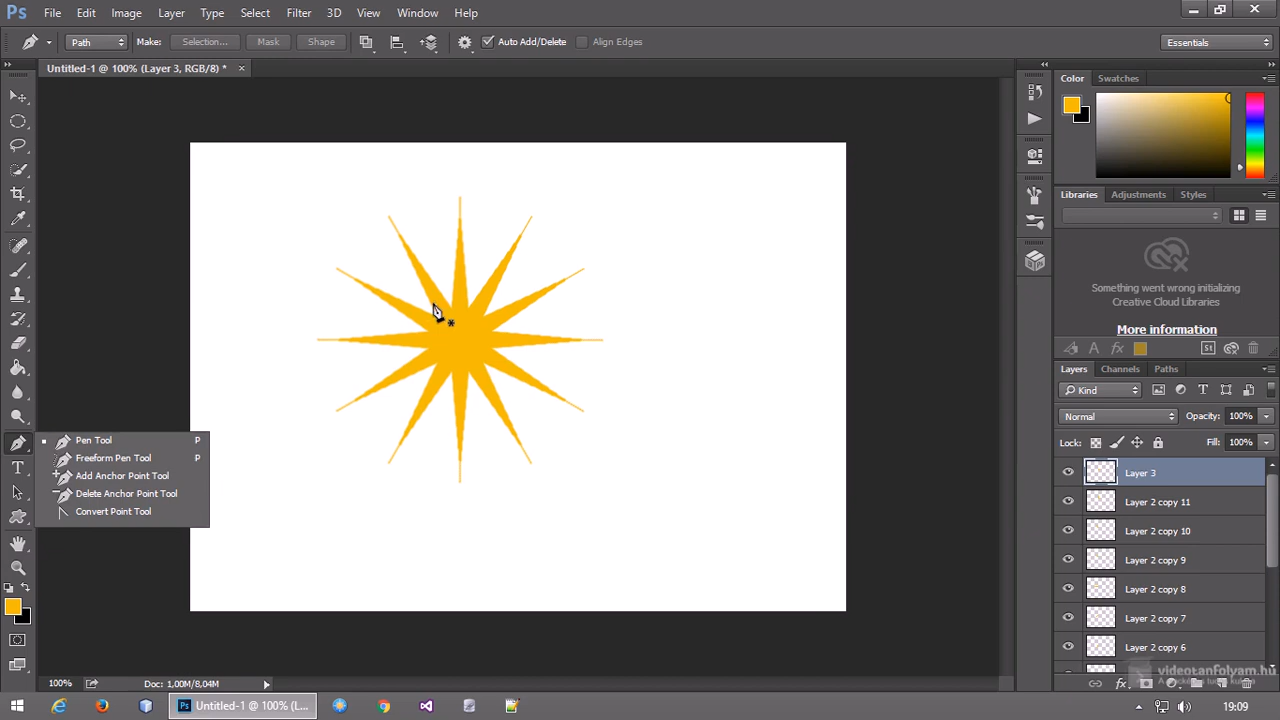 Ps File Edit Image Layer Type Select Filter 3D View Window Help
Path Make: Selection... Mask Shape Auto Add/Delete Align Edges Essentials
Untitled-1 @ 100% (Layer 3, RGB/8) *
Color Swatches
Libraries Adjustments Styles
Something went wrong initializing
Creative Cloud Libraries
More information
St
Layers Channels Paths
Kind
Normal Opacity: 100%
Lock: Fill: 100%
Layer 3
Layer 2 copy 11
Layer 2 copy 10
Layer 2 copy 9
Layer 2 copy 8
Layer 2 copy 7
Layer 2 copy 6
Pen Tool P
Freeform Pen Tool P
Add Anchor Point Tool
Delete Anchor Point Tool
Convert Point Tool
100% Doc: 1,00M/8,04M
videotanfolyam.hu
Ps Untitled-1 @ 100% (L... 19:09